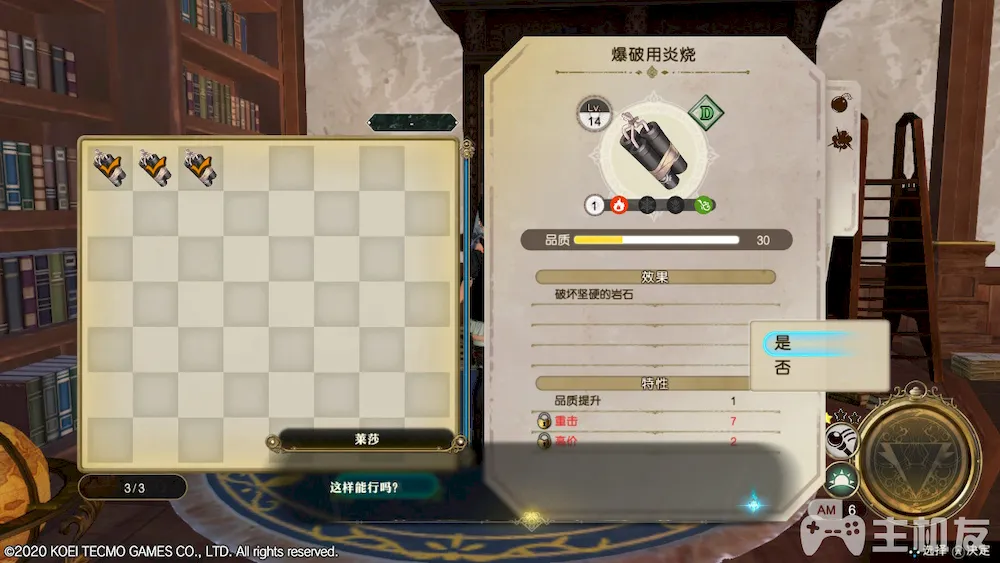 爆破用炎烧
Lv.
14
D
1
品质 30
效果
破坏坚硬的岩石
是
否
特性
品质提升 1
重击 7
高价 2
莱莎
3/3
这样能行吗?
AM 6
主机友
选择 决定
©2020 KOEI TECMO GAMES CO., LTD. All rights reserved.